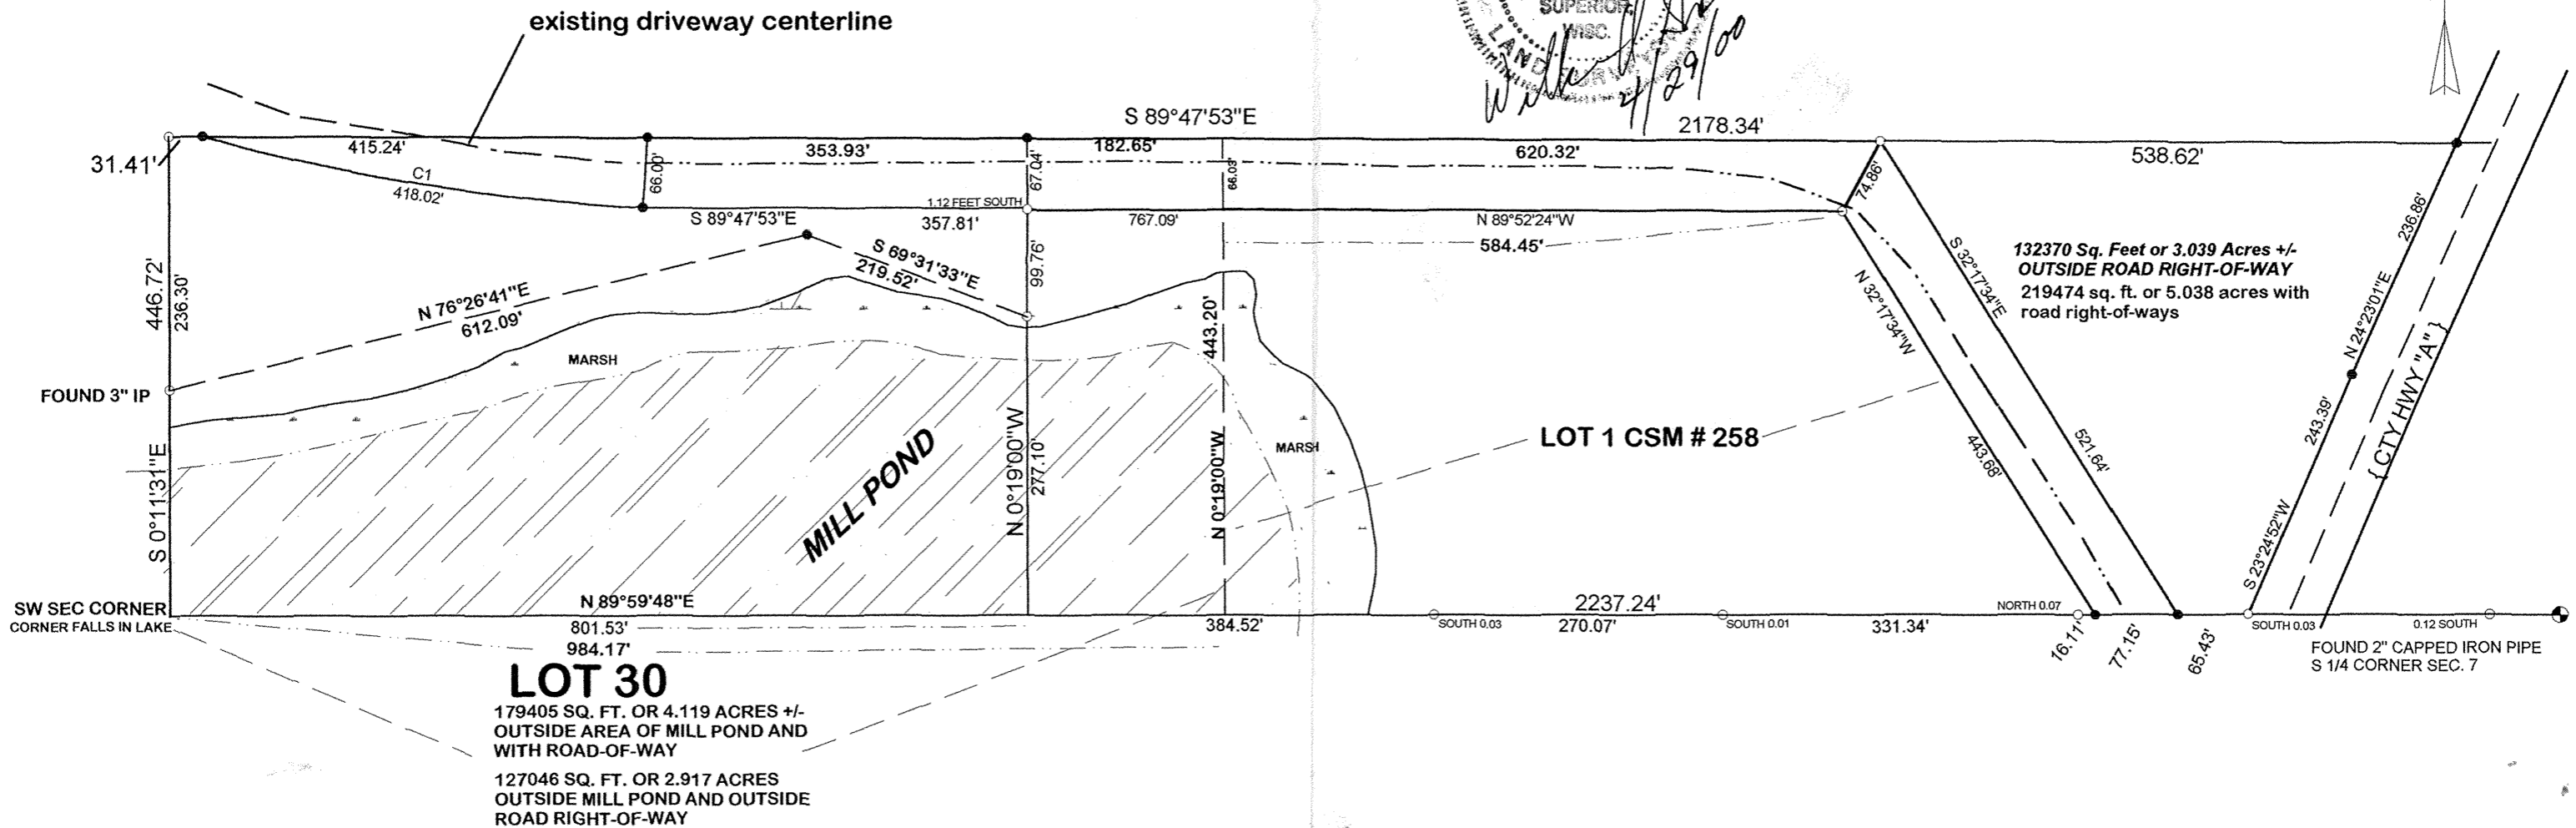 existing driveway centerline
SUPERIOR,
WISC.
LAND SURVEYOR
4/29/00
S 89°47'53"E
2178.34'
31.41'
415.24'
353.93'
182.65'
620.32'
538.62'
C1
418.02'
66.00'
67.04'
66.03'
74.86'
1.12 FEET SOUTH
S 89°47'53"E
357.81'
767.09'
N 89°52'24"W
584.45'
S 69°31'33"E
219.52'
99.76'
N 76°26'41"E
612.09'
446.72'
236.30'
S 0°11'31"E
FOUND 3" IP
MARSH
MILL POND
N 0°19'00"W
277.10'
443.20'
N 0°19'00"W
MARSH
LOT 1 CSM # 258
N 32°17'34"W
443.68'
S 32°17'34"E
521.64'
132370 Sq. Feet or 3.039 Acres +/-
OUTSIDE ROAD RIGHT-OF-WAY
219474 sq. ft. or 5.038 acres with
road right-of-ways
236.86'
N 24°23'01"E
243.39'
S 23°24'52"W
{ CTY HWY "A" }
SW SEC CORNER
CORNER FALLS IN LAKE
N 89°59'48"E
801.53'
984.17'
384.52'
2237.24'
SOUTH 0.03
270.07'
SOUTH 0.01
331.34'
NORTH 0.07
16.11'
77.15'
65.43'
SOUTH 0.03
0.12 SOUTH
FOUND 2" CAPPED IRON PIPE
S 1/4 CORNER SEC. 7
LOT 30
179405 SQ. FT. OR 4.119 ACRES +/-
OUTSIDE AREA OF MILL POND AND
WITH ROAD-OF-WAY
127046 SQ. FT. OR 2.917 ACRES
OUTSIDE MILL POND AND OUTSIDE
ROAD RIGHT-OF-WAY